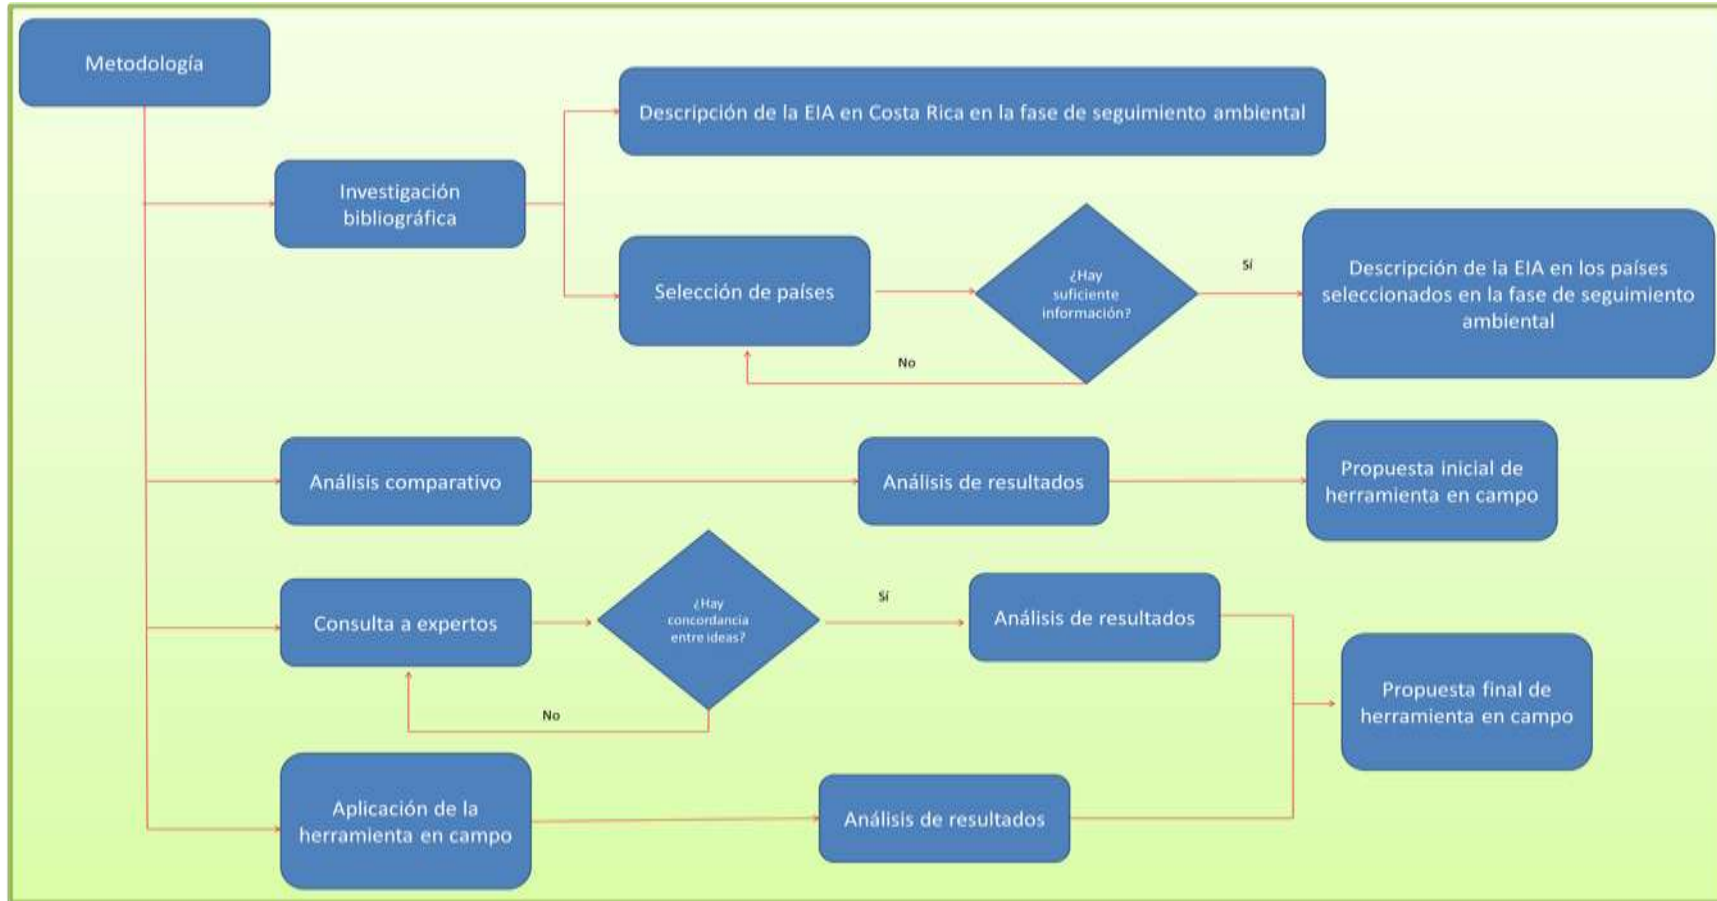 Metodología
Descripción de la EIA en Costa Rica en la fase de seguimiento ambiental
Investigación
bibliográfica
Selección de países
¿Hay
suficiente
información?
Sí
No
Descripción de la EIA en los países
seleccionados en la fase de seguimiento
ambiental
Análisis comparativo
Análisis de resultados
Propuesta inicial de
herramienta en campo
Consulta a expertos
¿Hay
concordancia
entre ideas?
Sí
No
Análisis de resultados
Propuesta final de
herramienta en campo
Aplicación de la
herramienta en campo
Análisis de resultados